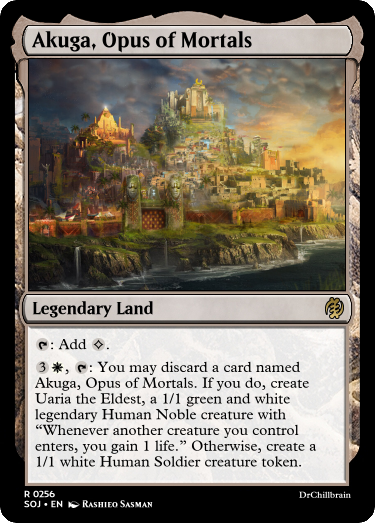 Akuga, Opus of Mortals
Legendary Land
: Add .
3 , : You may discard a card named
Akuga, Opus of Mortals. If you do, create
Uaria the Eldest, a 1/1 green and white
legendary Human Noble creature with
“Whenever another creature you control
enters, you gain 1 life.” Otherwise, create a
1/1 white Human Soldier creature token.
R 0256
SOJ • EN RASHIEO SASMAN
DrChillbrain